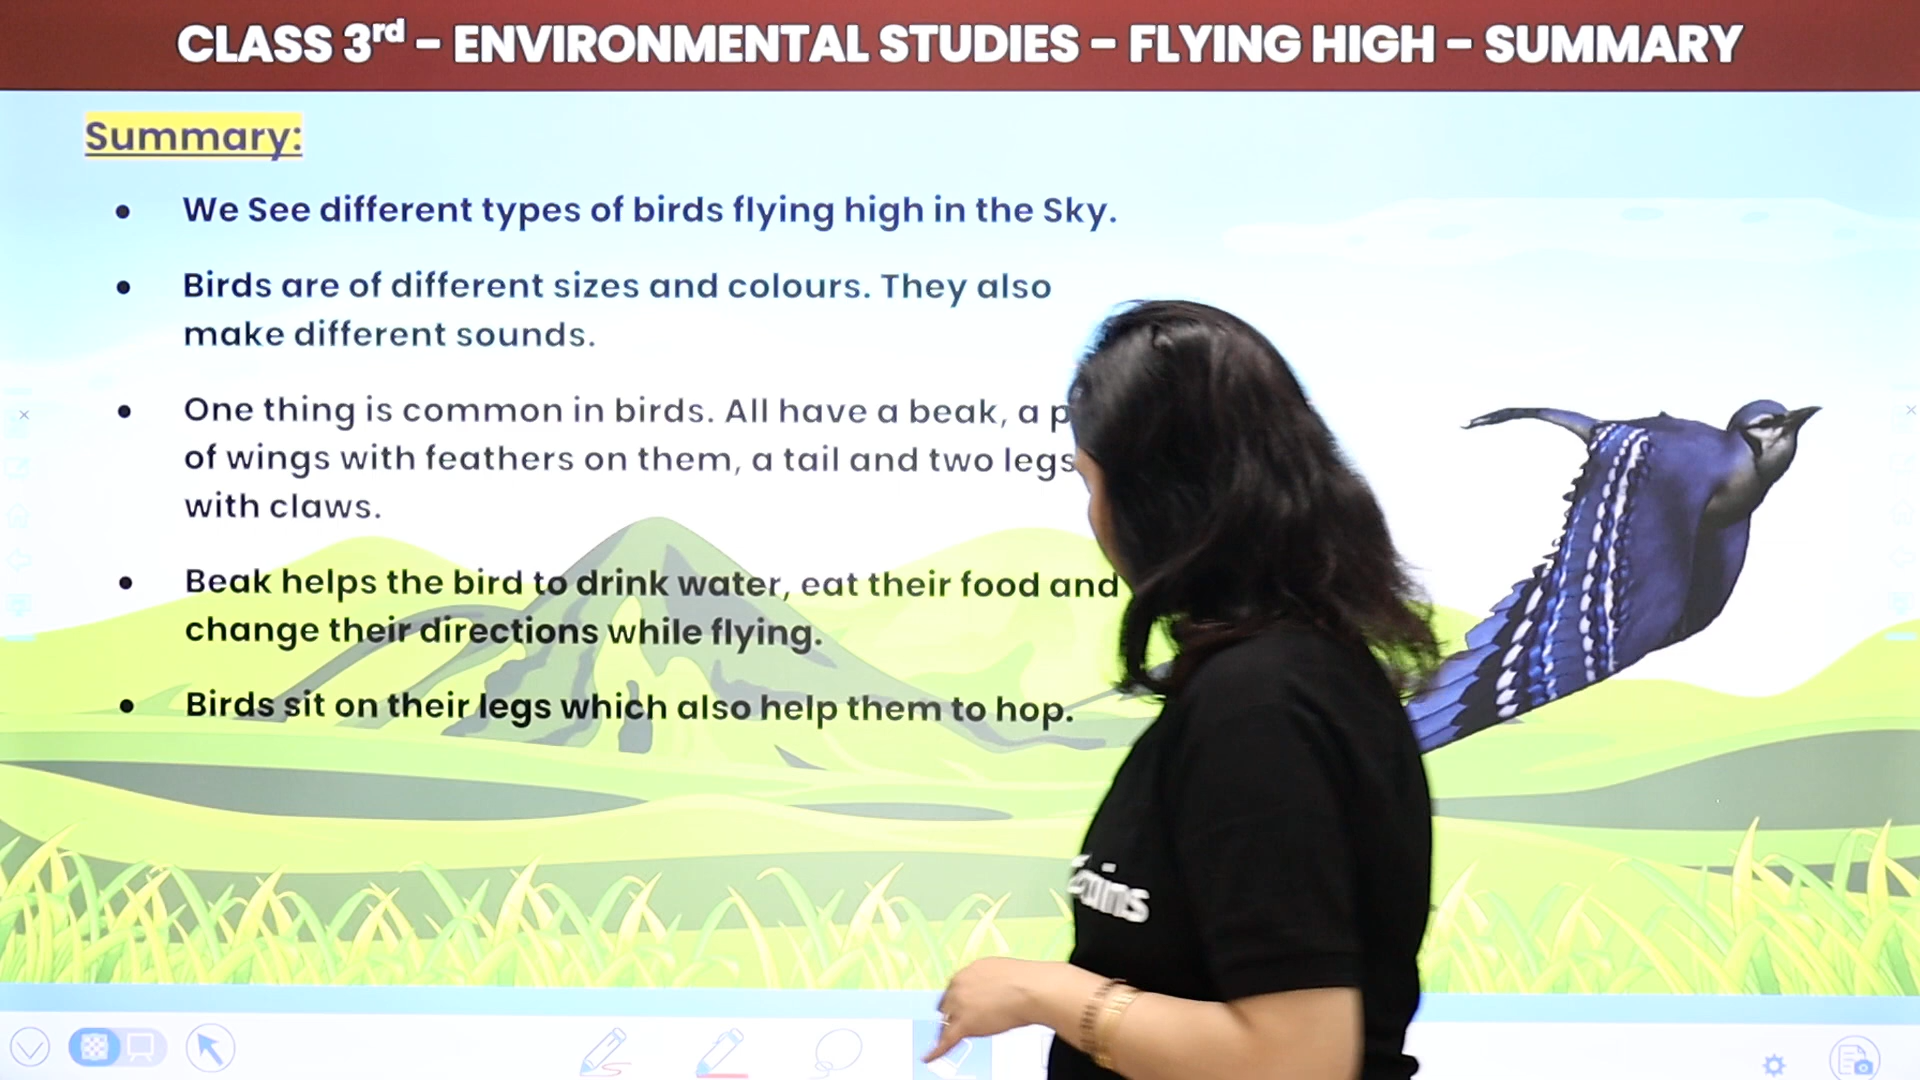 CLASS 3rd - ENVIRONMENTAL STUDIES - FLYING HIGH - SUMMARY
Summary:
• We See different types of birds flying high in the Sky.
• Birds are of different sizes and colours. They also
make different sounds.
• One thing is common in birds. All have a beak, a
of wings with feathers on them, a tail and two legs
with claws.
• Beak helps the bird to drink water, eat their food and
change their directions while flying.
• Birds sit on their legs which also help them to hop.